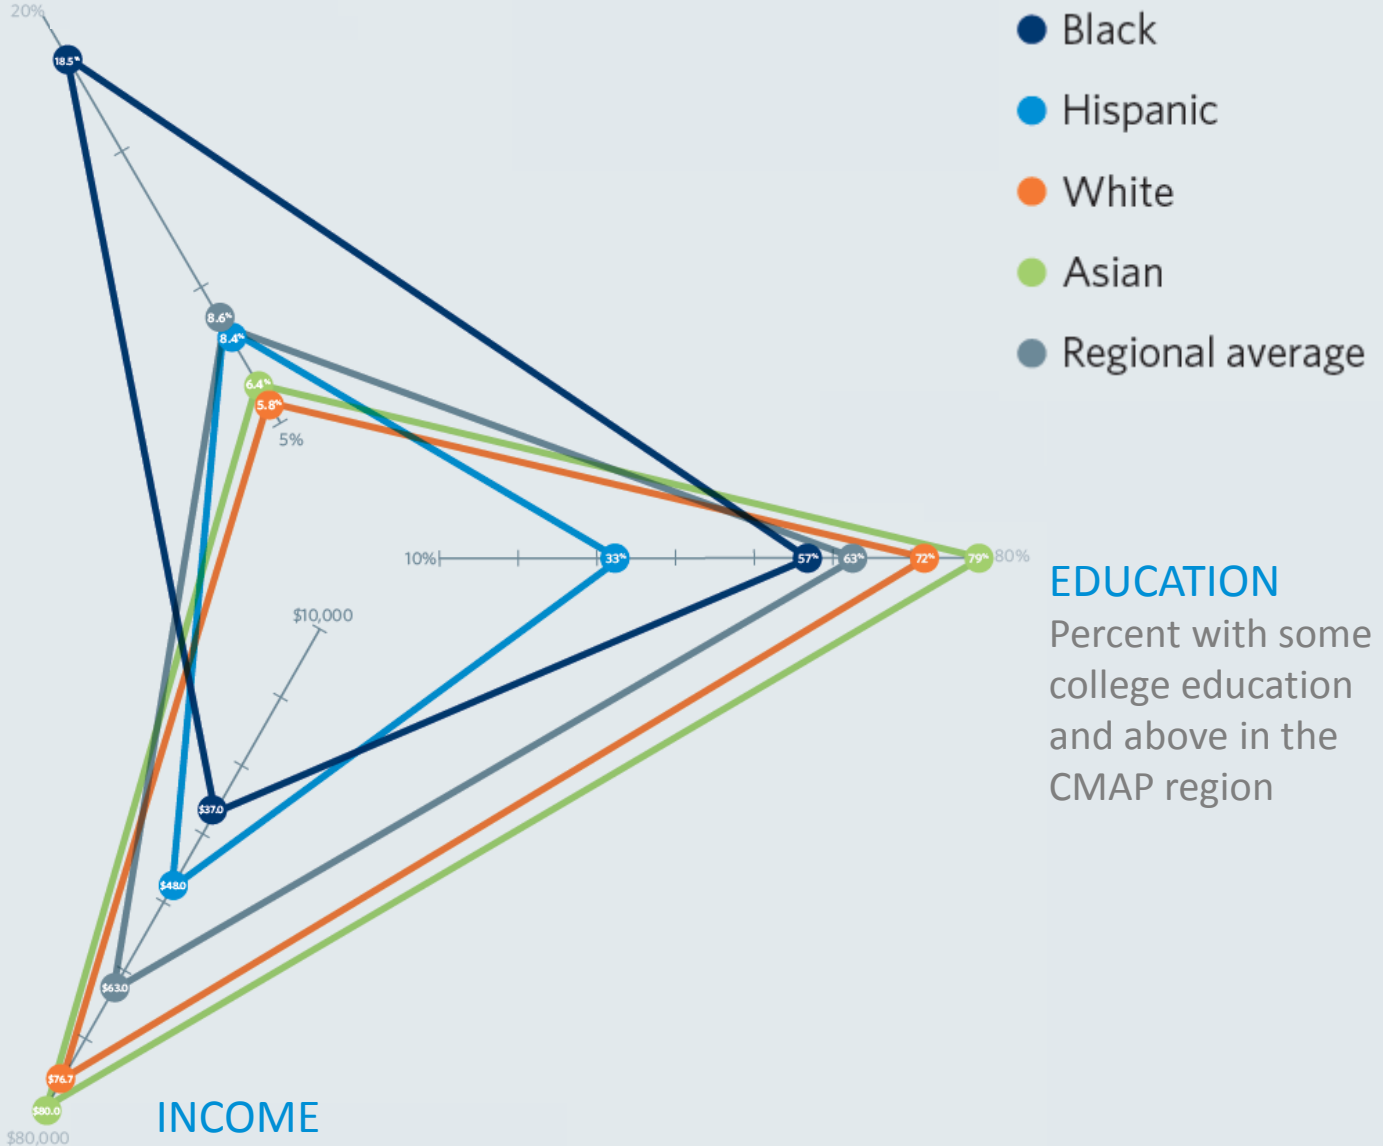 20%
Black
18.5%
Hispanic
White
Asian
8.6%
8.4%
Regional average
6.4%
5.8%
5%
10%
33%
57%
63%
72%
79%
80%
EDUCATION
Percent with some
college education
and above in the
CMAP region
$10,000
$37.0
$48.0
$63.0
$76.7
$80.0
INCOME
$80,000